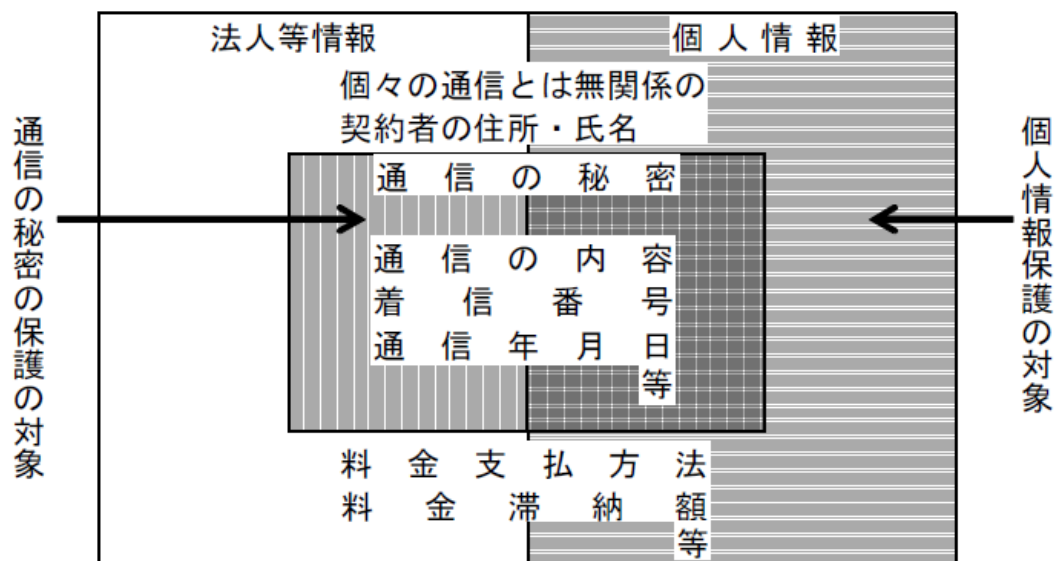 法人等情報
個人情報
個々の通信とは無関係の
契約者の住所・氏名
通信の秘密の保護の対象
個人情報保護の対象
通信の秘密
通信の内容
着信番号
通信年月日
等
料金支払方法
料金滞納額
等